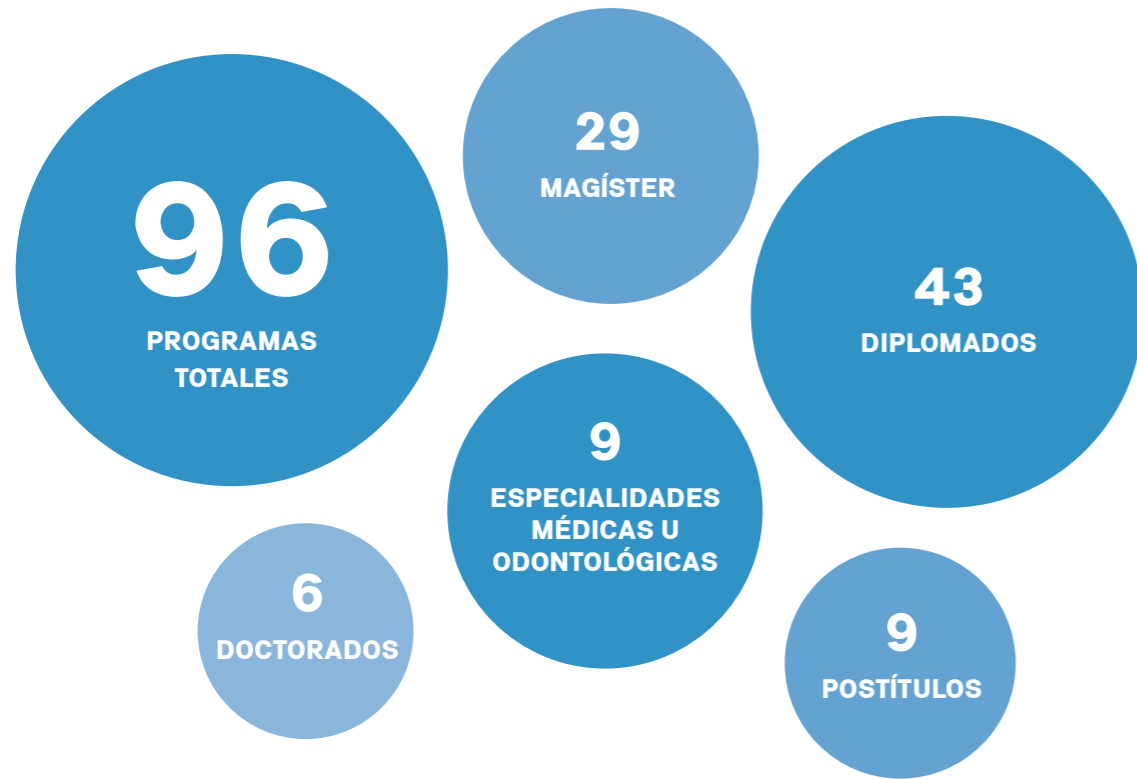 96
PROGRAMAS
TOTALES
29
MAGÍSTER
43
DIPLOMADOS
9
ESPECIALIDADES
MÉDICAS U
ODONTOLÓGICAS
6
DOCTORADOS
9
POSTÍTULOS